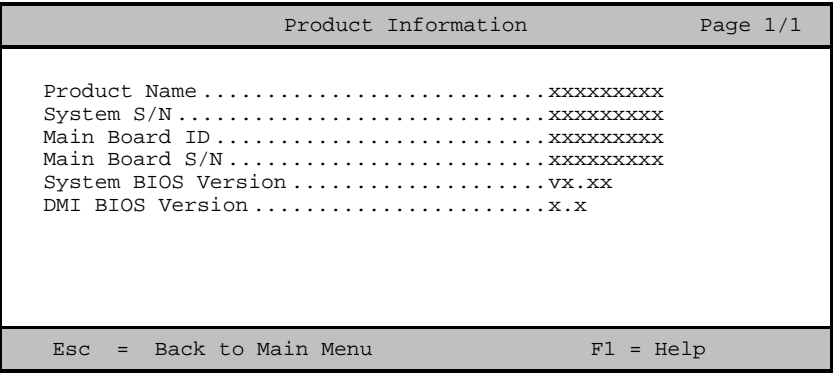 Product Information Page 1/1
Product Name...........................xxxxxxxxx
System S/N.............................xxxxxxxxx
Main Board ID..........................xxxxxxxxx
Main Board S/N.........................xxxxxxxxx
System BIOS Version....................vx.xx
DMI BIOS Version.......................x.x
Esc = Back to Main Menu F1 = Help